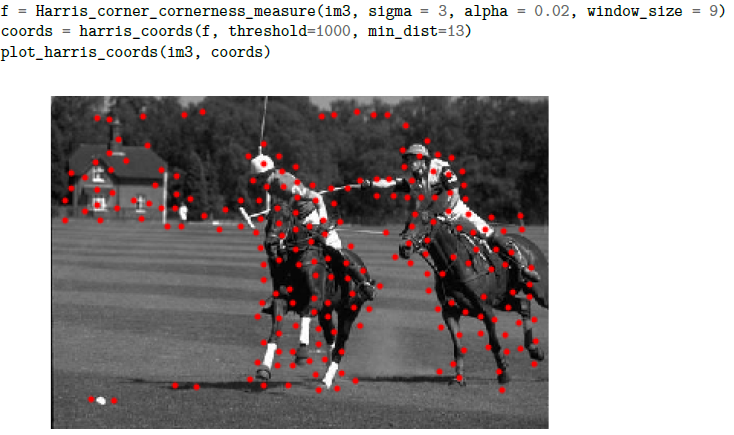 f = Harris_corner_cornerness_measure(im3, sigma = 3, alpha = 0.02, window_size = 9)
coords = harris_coords(f, threshold=1000, min_dist=13)
plot_harris_coords(im3, coords)